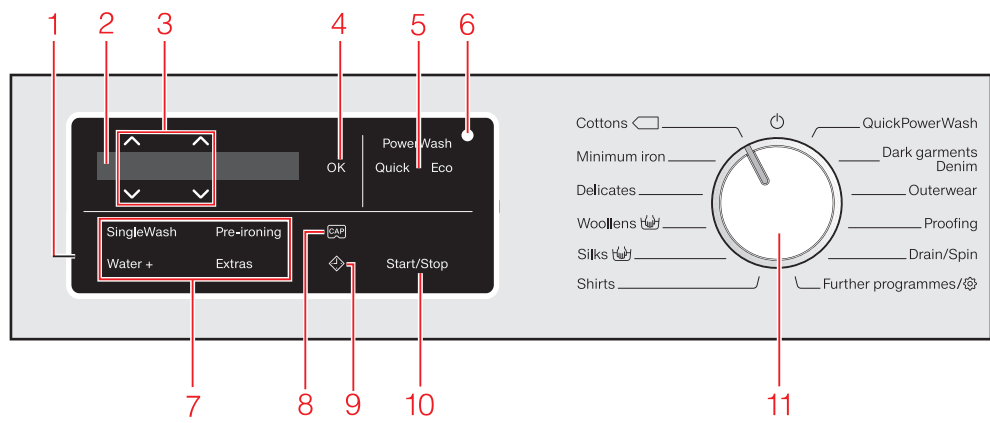 1 2 3 4 5 6
PowerWash
OK Quick Eco
SingleWash Pre-ironing CAP
Water + Extras Start/Stop
7 8 9 10 11
Cottons
Minimum iron
Delicates
Woollens
Silks
Shirts
QuickPowerWash
Dark garments
Denim
Outerwear
Proofing
Drain/Spin
Further programmes/